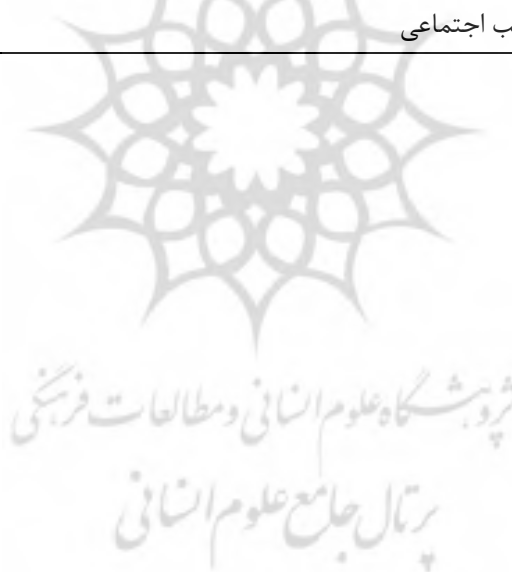 ب اجتماعی
پژوهشگاه علوم انسانی و مطالعات فرهنگی
پرتال جامع علوم انسانی